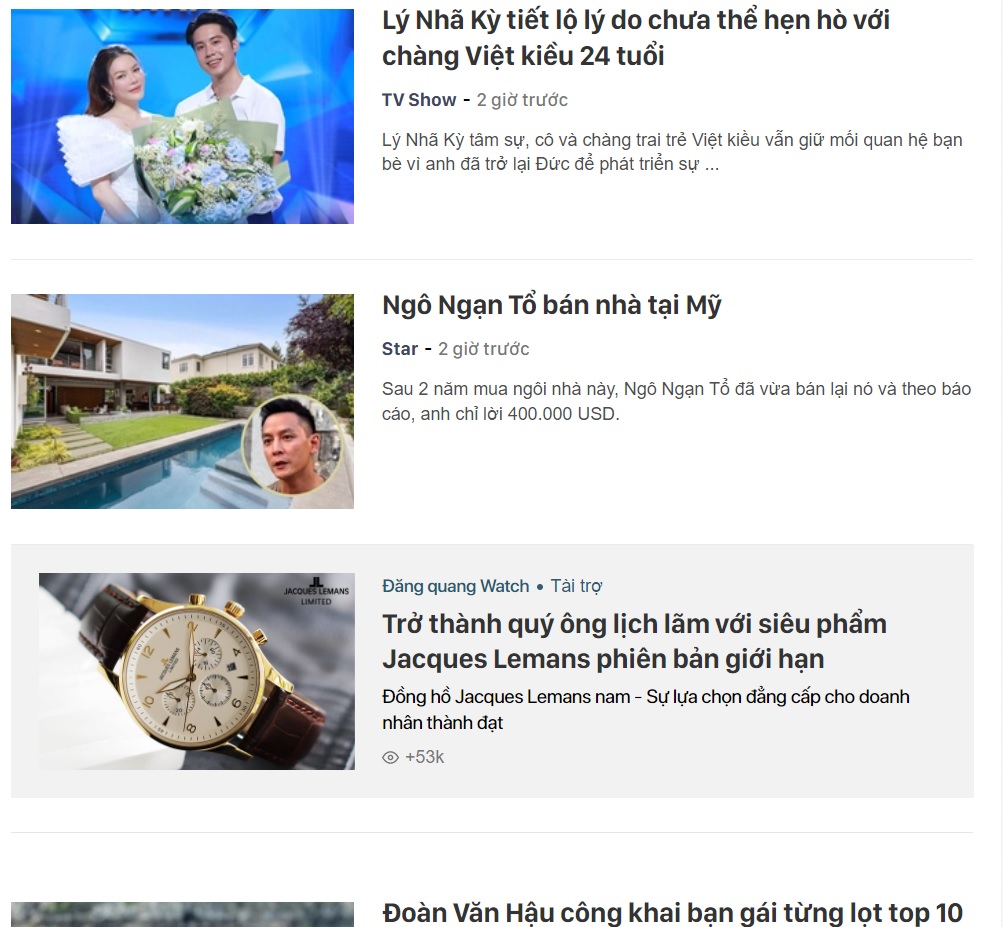 Lý Nhã Kỳ tiết lộ lý do chưa thể hẹn hò với
chàng Việt kiều 24 tuổi
TV Show - 2 giờ trước
Lý Nhã Kỳ tâm sự, cô và chàng trai trẻ Việt kiều vẫn giữ mối quan hệ bạn
bè vì anh đã trở lại Đức để phát triển sự ...
Ngô Ngạn Tổ bán nhà tại Mỹ
Star - 2 giờ trước
Sau 2 năm mua ngôi nhà này, Ngô Ngạn Tổ đã vừa bán lại nó và theo báo
cáo, anh chỉ lời 400.000 USD.
JACQUES LEMANS
LIMITED
Đăng quang Watch • Tài trợ
Trở thành quý ông lịch lãm với siêu phẩm
Jacques Lemans phiên bản giới hạn
Đồng hồ Jacques Lemans nam - Sự lựa chọn đẳng cấp cho doanh
nhân thành đạt
+53k
Đoàn Văn Hậu công khai bạn gái từng lọt top 10